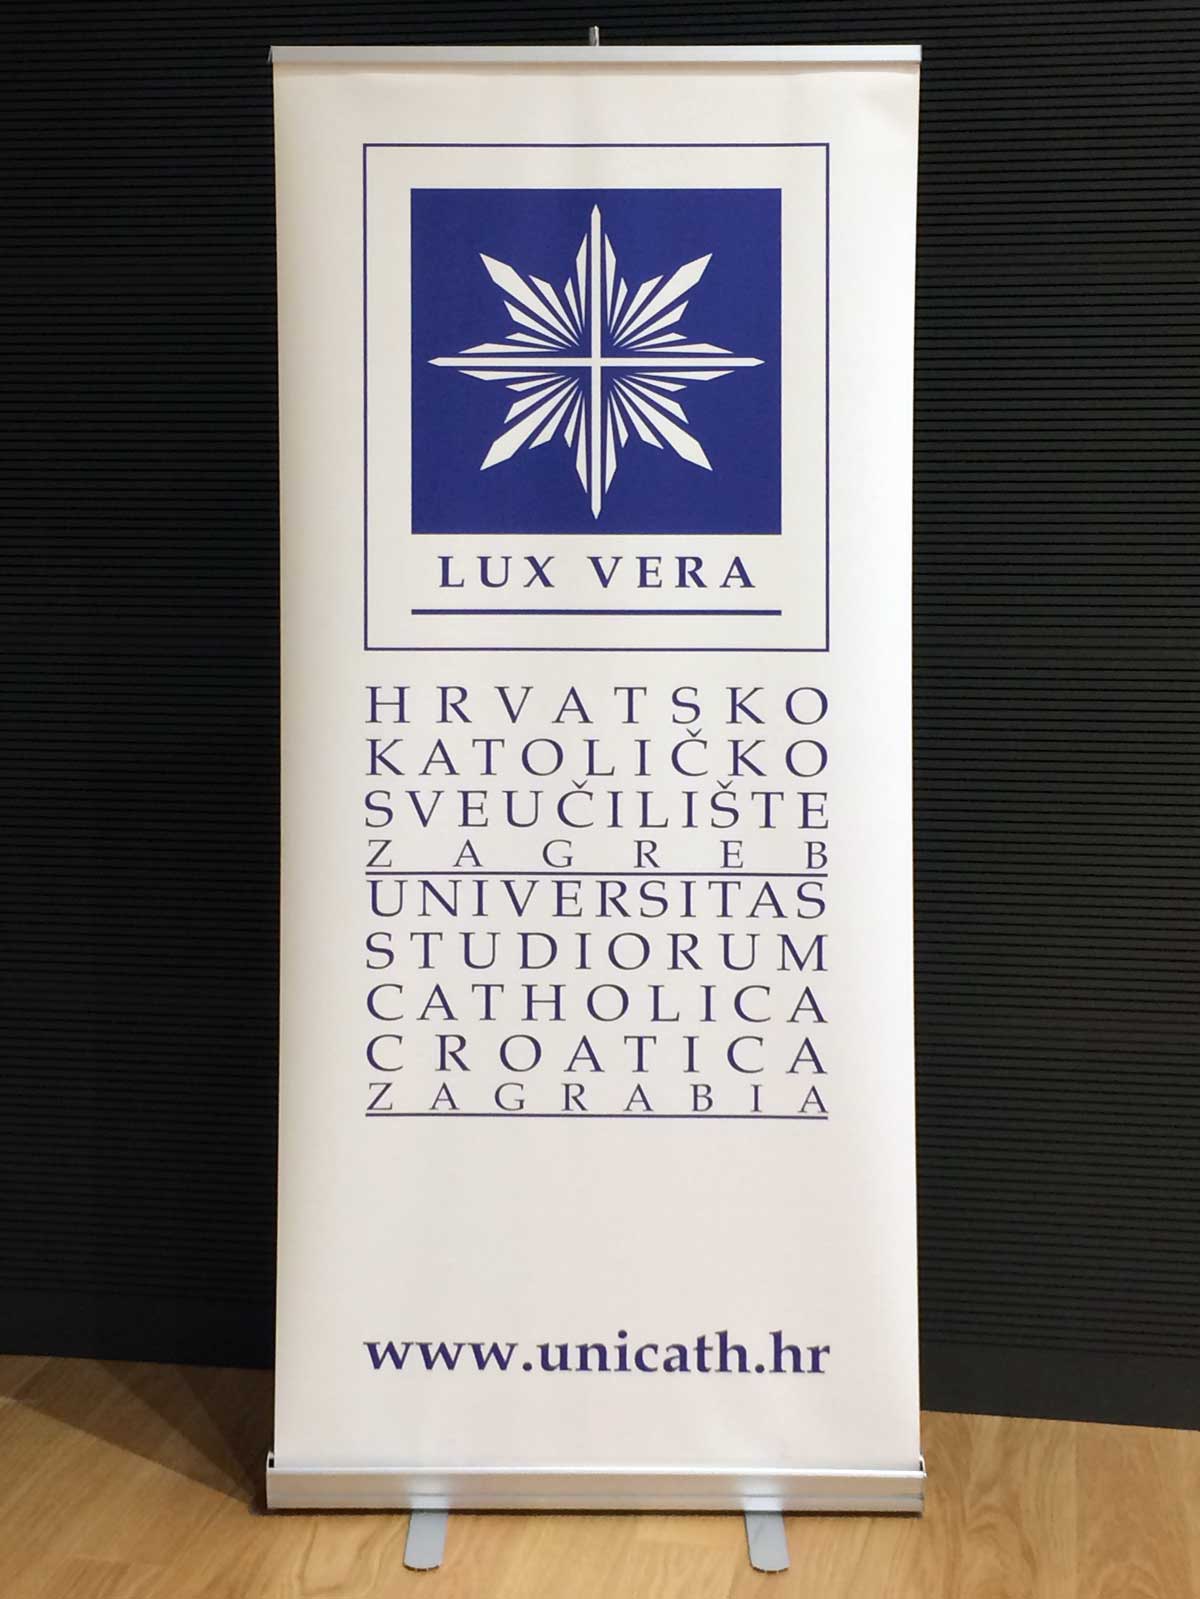 LUX VERA
HRVATSKO
KATOLIČKO
SVEUČILIŠTE
ZAGREB
UNIVERSITAS
STUDIORUM
CATHOLICA
CROATICA
ZAGRABIA
www.unicath.hr